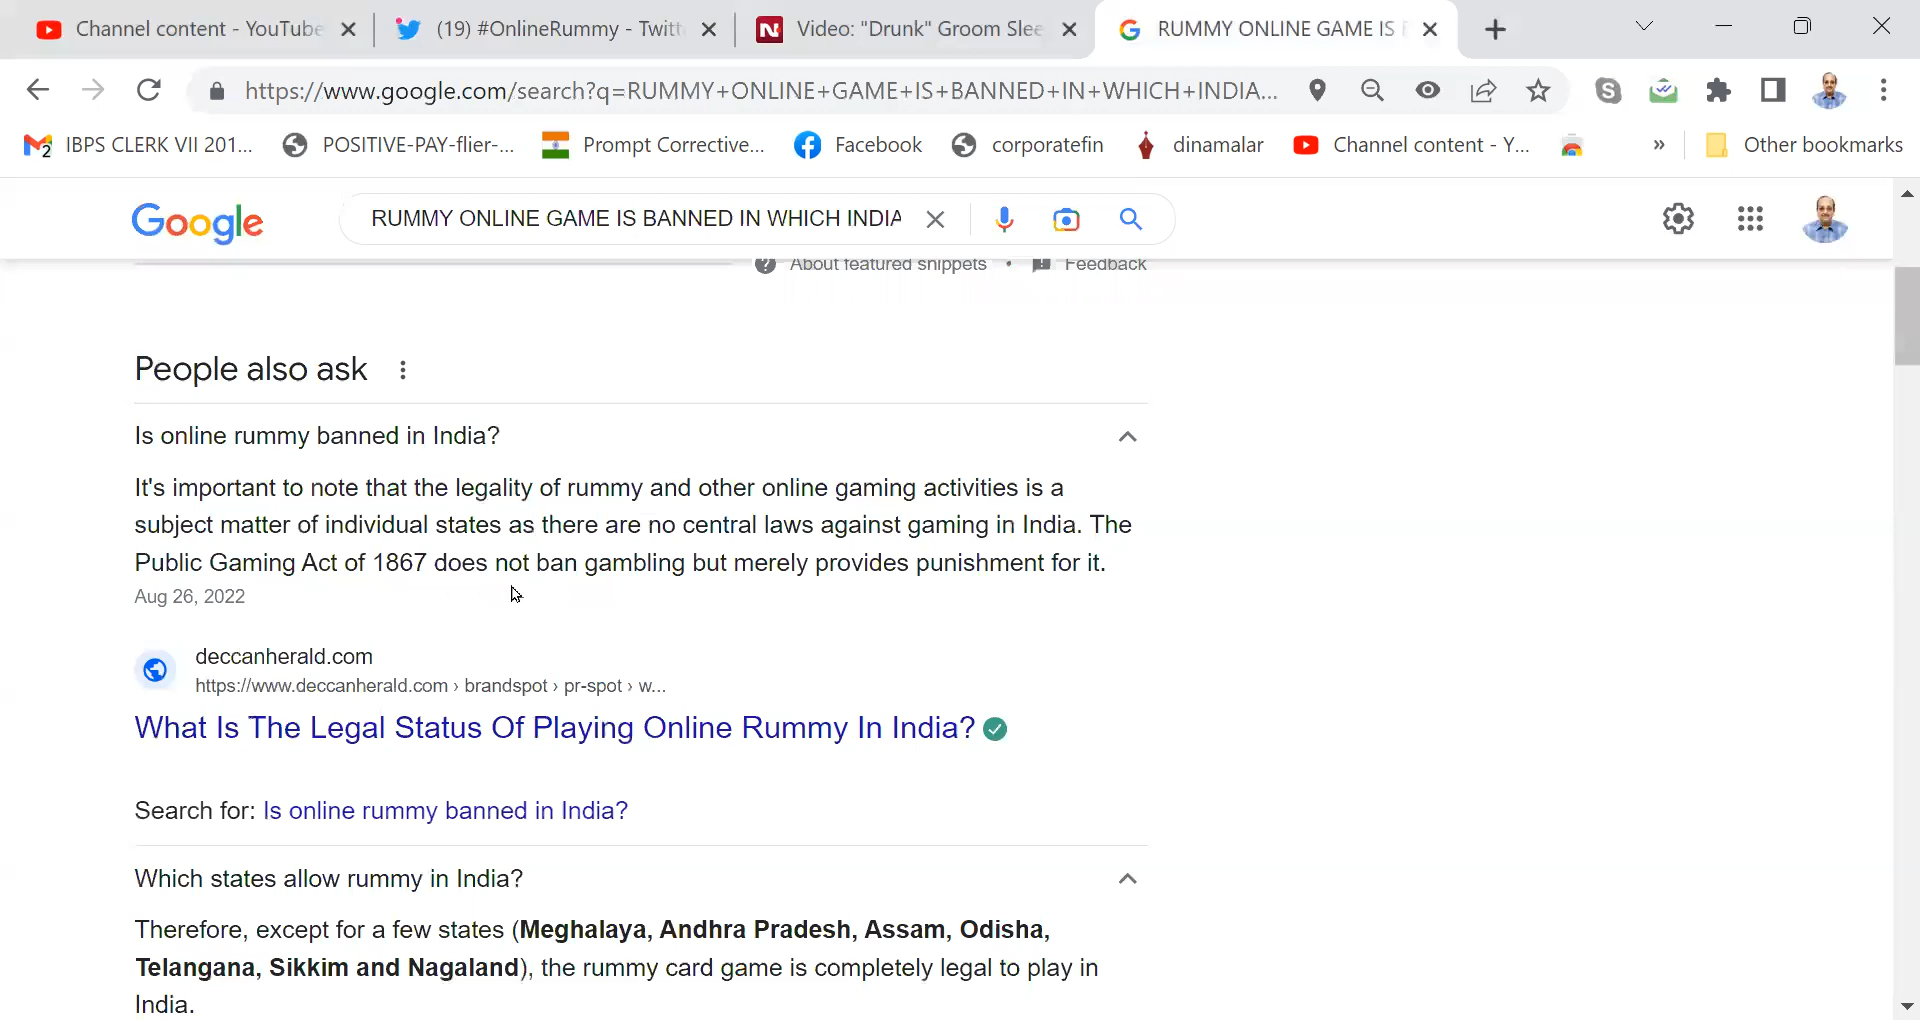 Channel content - YouTube
(19) #OnlineRummy - Twitt
Video: "Drunk" Groom Slee
RUMMY ONLINE GAME IS
https://www.google.com/search?q=RUMMY+ONLINE+GAME+IS+BANNED+IN+WHICH+INDIA...
2 IBPS CLERK VII 201...
POSITIVE-PAY-flier-...
Prompt Corrective...
Facebook
corporatefin
dinamalar
Channel content - Y...
»
Other bookmarks
Google
RUMMY ONLINE GAME IS BANNED IN WHICH INDIA
About featured snippets • Feedback
People also ask
Is online rummy banned in India?
It's important to note that the legality of rummy and other online gaming activities is a
subject matter of individual states as there are no central laws against gaming in India. The
Public Gaming Act of 1867 does not ban gambling but merely provides punishment for it.
Aug 26, 2022
deccanherald.com
https://www.deccanherald.com › brandspot › pr-spot › w...
What Is The Legal Status Of Playing Online Rummy In India?
Search for: Is online rummy banned in India?
Which states allow rummy in India?
Therefore, except for a few states (Meghalaya, Andhra Pradesh, Assam, Odisha,
Telangana, Sikkim and Nagaland), the rummy card game is completely legal to play in
India.